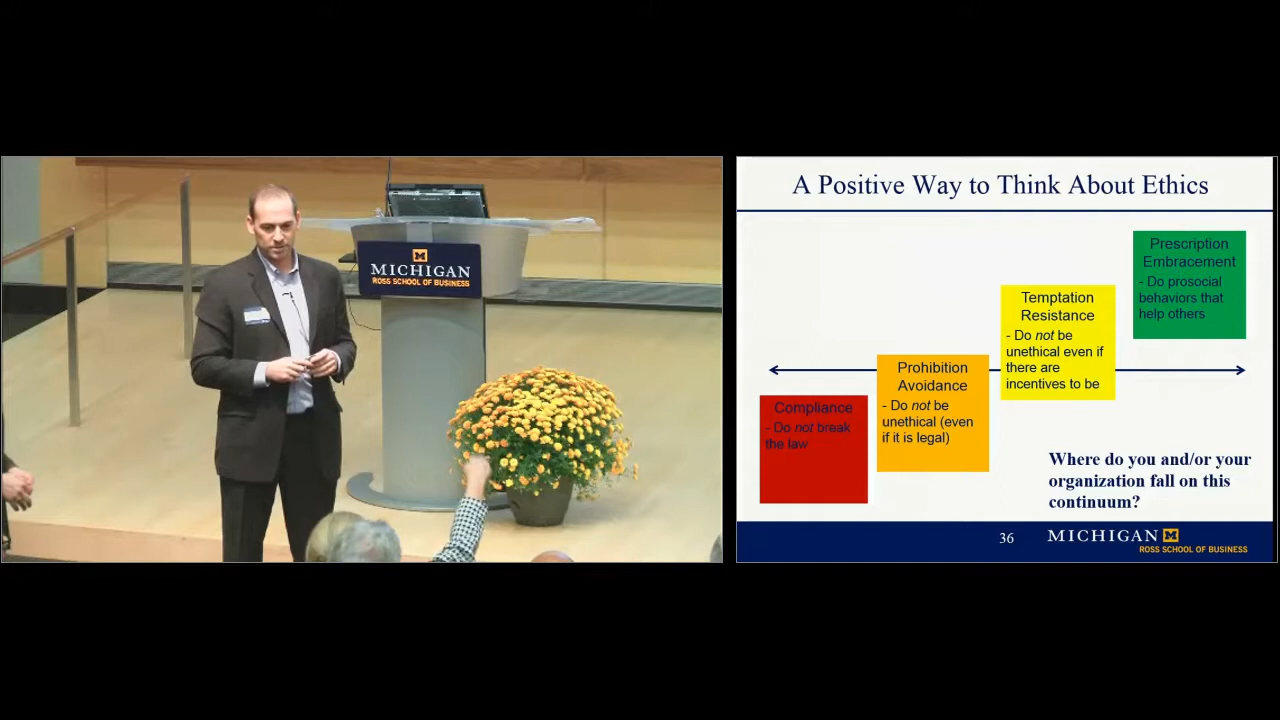 MICHIGAN
ROSS SCHOOL OF BUSINESS
A Positive Way to Think About Ethics
Prescription
Embracement
- Do prosocial
behaviors that
help others
Temptation
Resistance
- Do not be
unethical even if
there are
incentives to be
Prohibition
Avoidance
- Do not be
unethical (even
if it is legal)
Compliance
- Do not break
the law
Where do you and/or your
organization fall on this
continuum?
36
MICHIGAN
ROSS SCHOOL OF BUSINESS